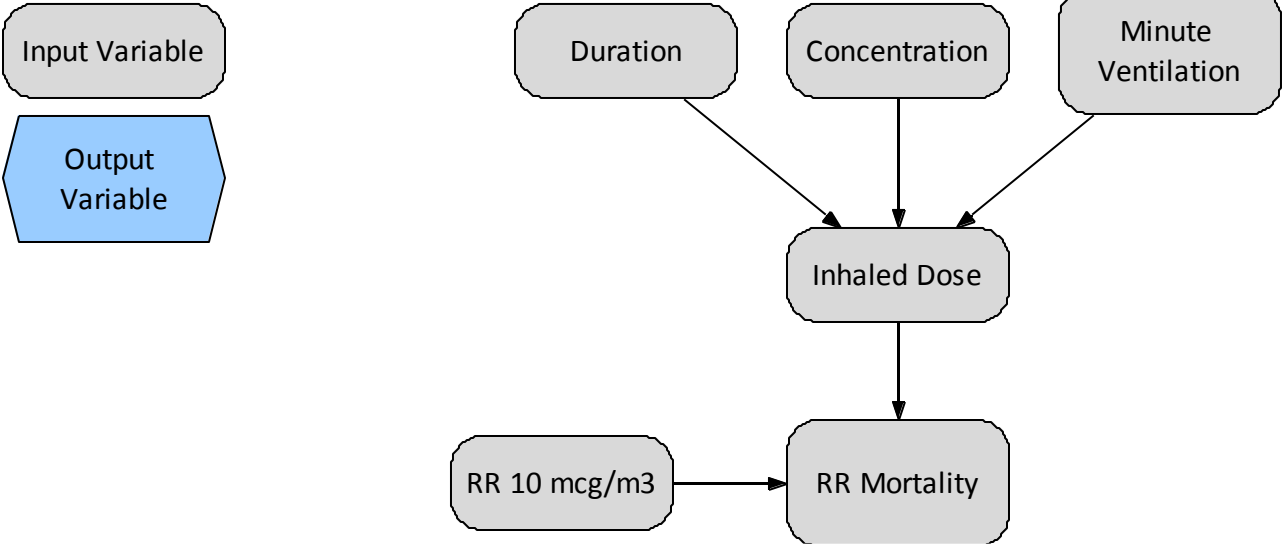 Input Variable
Duration
Concentration
Minute
Ventilation
Output
Variable
Inhaled Dose
RR 10 mcg/m3
RR Mortality